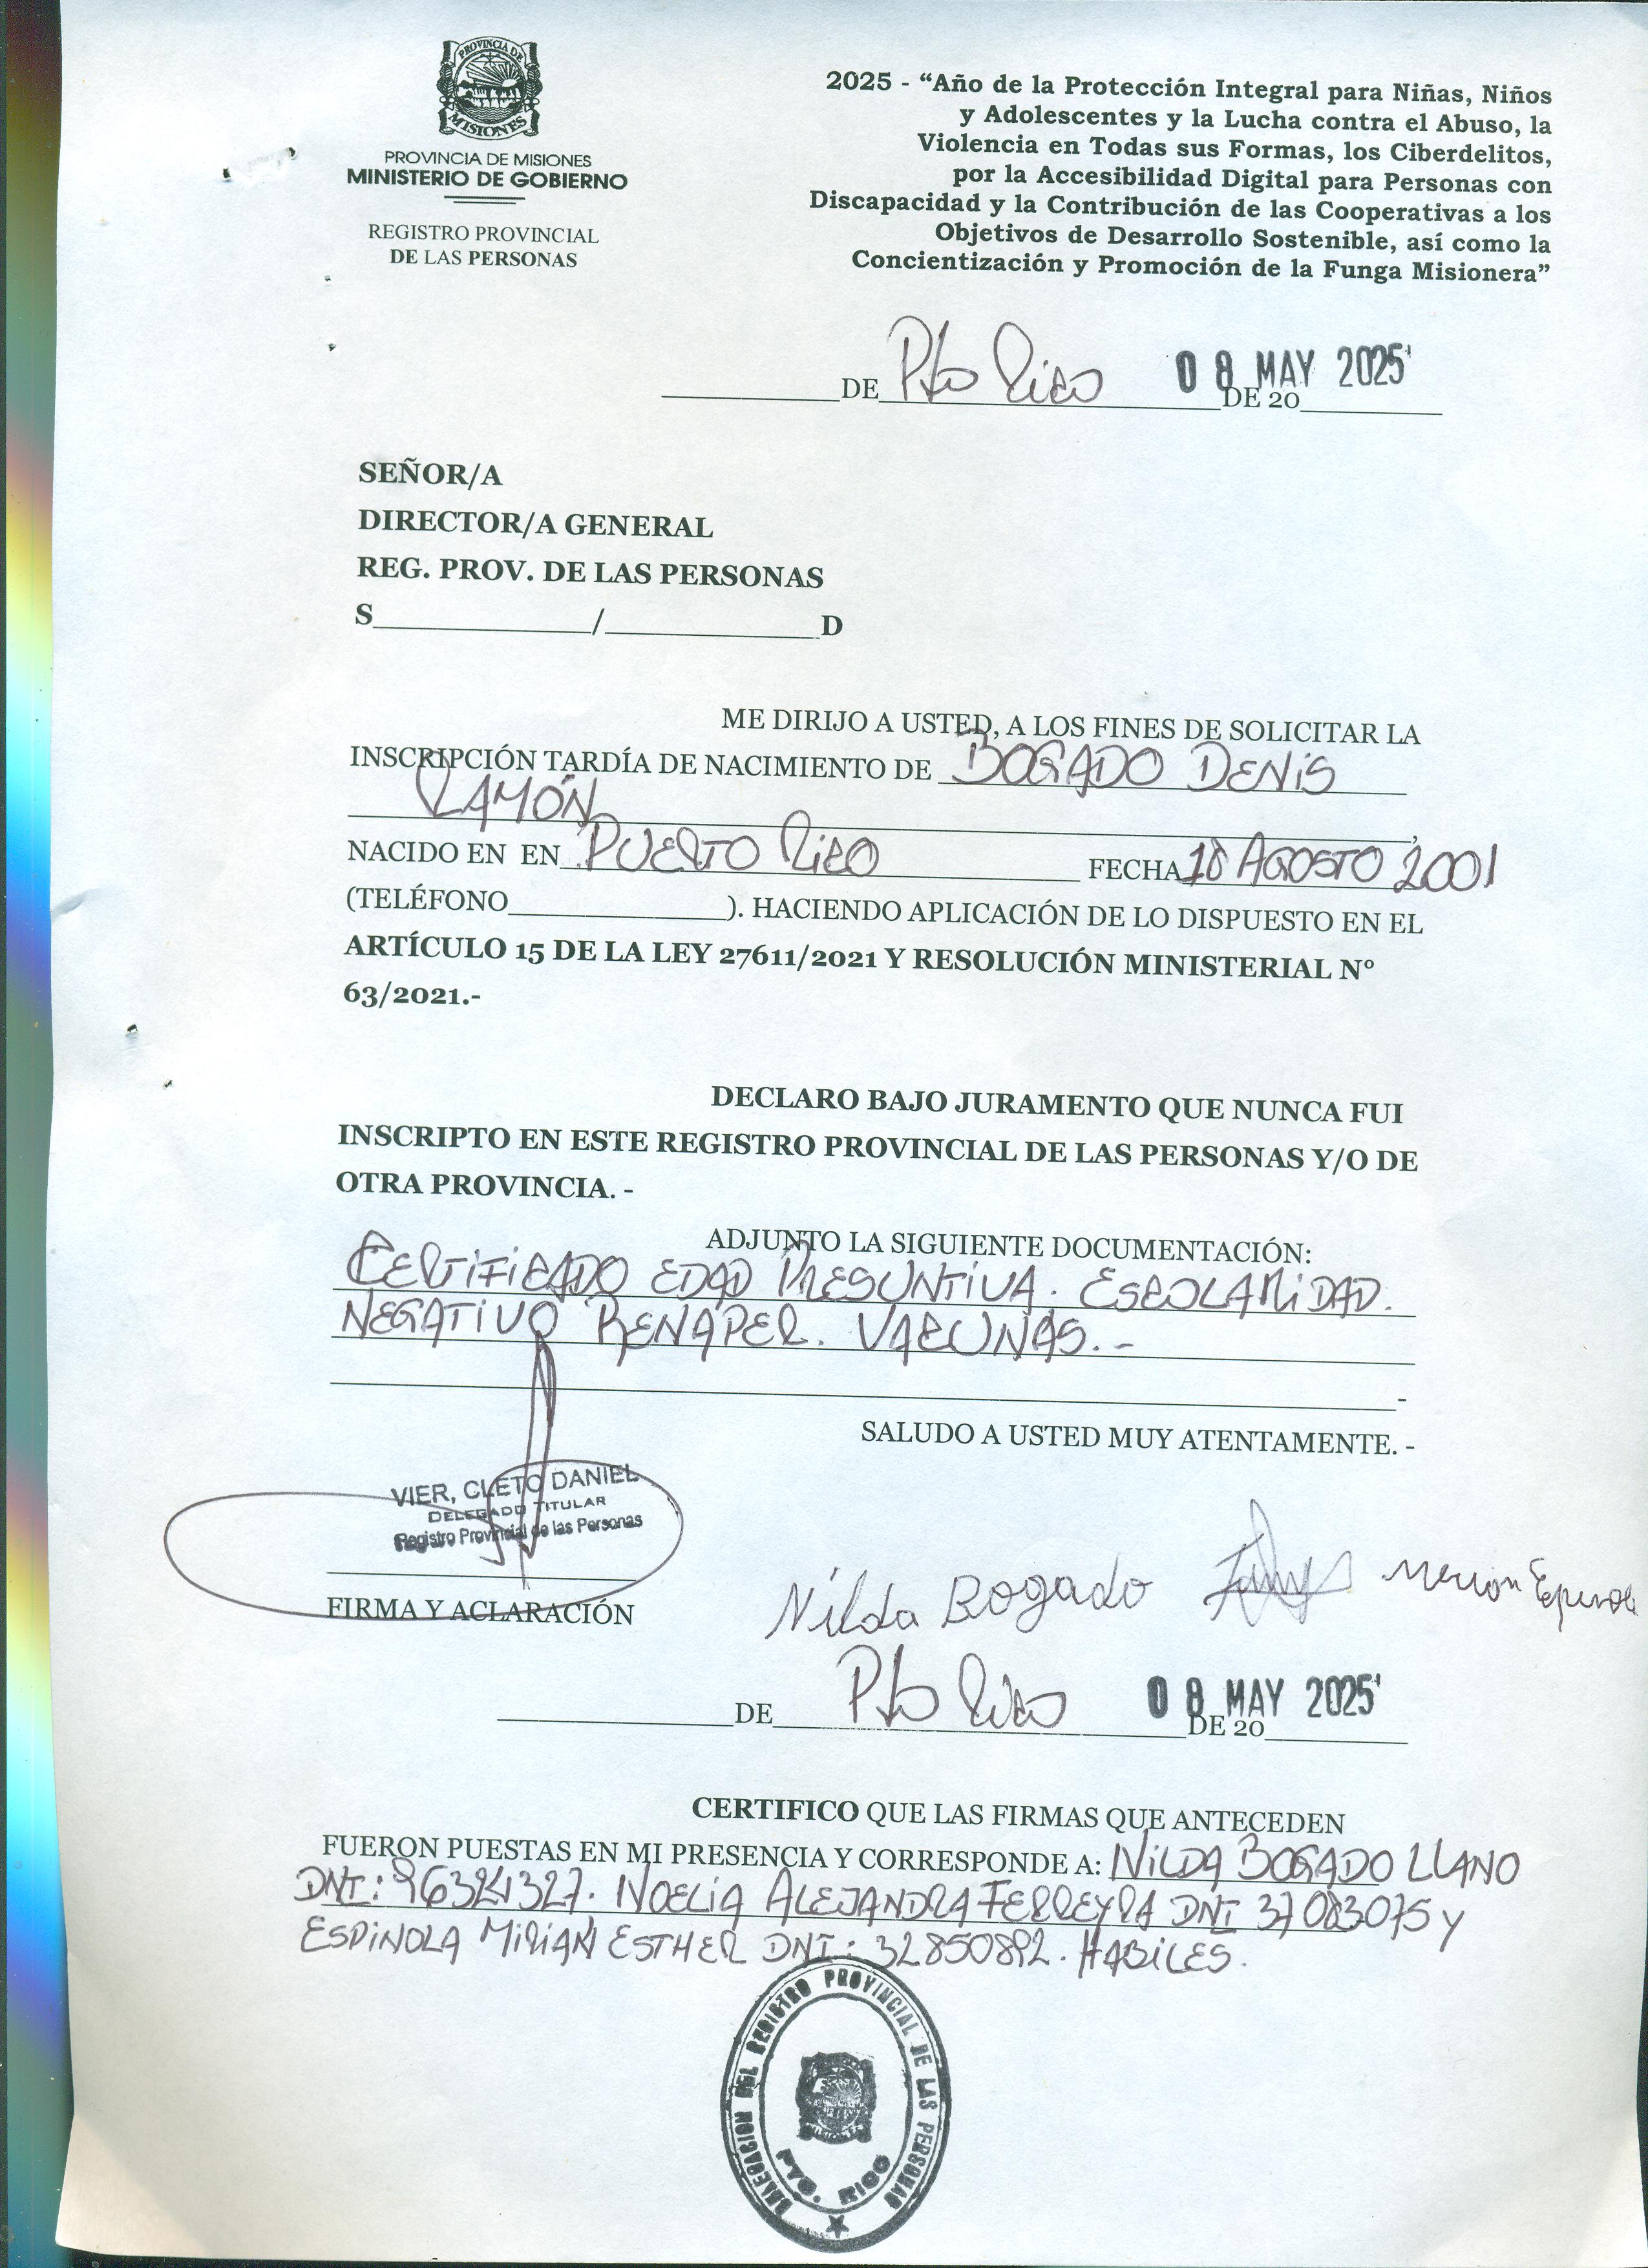 PROVINCIA DE
MISIONES
PROVINCIA DE MISIONES
MINISTERIO DE GOBIERNO
REGISTRO PROVINCIAL
DE LAS PERSONAS
2025 - “Año de la Protección Integral para Niñas, Niños
y Adolescentes y la Lucha contra el Abuso, la
Violencia en Todas sus Formas, los Ciberdelitos,
por la Accesibilidad Digital para Personas con
Discapacidad y la Contribución de las Cooperativas a los
Objetivos de Desarrollo Sostenible, así como la
Concientización y Promoción de la Funga Misionera”
____________DE Pto Rico 08 MAY 2025 DE 20__________
SEÑOR/A
DIRECTOR/A GENERAL
REG. PROV. DE LAS PERSONAS
S_______________/_______________D
ME DIRIJO A USTED, A LOS FINES DE SOLICITAR LA
INSCRIPCIÓN TARDÍA DE NACIMIENTO DE BOGADO DENIS
RAMÓN,
NACIDO EN EN PUERTO RICO FECHA 18 AGOSTO 2001
(TELÉFONO_______________). HACIENDO APLICACIÓN DE LO DISPUESTO EN EL
ARTÍCULO 15 DE LA LEY 27611/2021 Y RESOLUCIÓN MINISTERIAL Nº
63/2021.-
DECLARO BAJO JURAMENTO QUE NUNCA FUI
INSCRIPTO EN ESTE REGISTRO PROVINCIAL DE LAS PERSONAS Y/O DE
OTRA PROVINCIA. -
ADJUNTO LA SIGUIENTE DOCUMENTACIÓN:
CERTIFICADO EDAD PRESUNTIVA. ESCOLARIDAD.
NEGATIVO RENAPER. VACUNAS.-
-
SALUDO A USTED MUY ATENTAMENTE. -
VIER, CLETO DANIEL
DELEGADO TITULAR
Registro Provincial de las Personas
FIRMA Y ACLARACIÓN
Nilda Bogado
____________DE Pto Rico 08 MAY 2025 DE 20__________
CERTIFICO QUE LAS FIRMAS QUE ANTECEDEN
FUERON PUESTAS EN MI PRESENCIA Y CORRESPONDE A: NILDA BOGADO LLANO
DNI: 96324327. NOELIA ALEJANDRA FERREYRA DNI 37083075 y
ESPINOLA MIRIAN ESTHER DNI: 32850892. HABILES.
DELEGACION DEL REGISTRO PROVINCIAL DE LAS PERSONAS
PTO. RICO